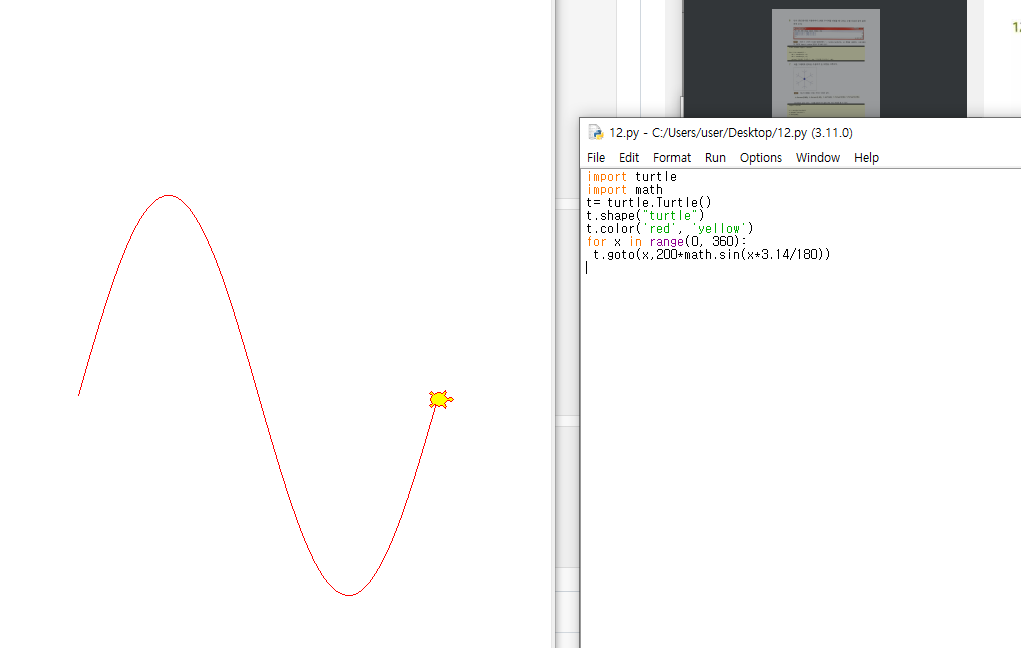 12
12.py - C:/Users/user/Desktop/12.py (3.11.0)
File Edit Format Run Options Window Help
import turtle
import math
t= turtle.Turtle()
t.shape("turtle")
t.color('red', 'yellow')
for x in range(0, 360):
 t.goto(x,200*math.sin(x*3.14/180))